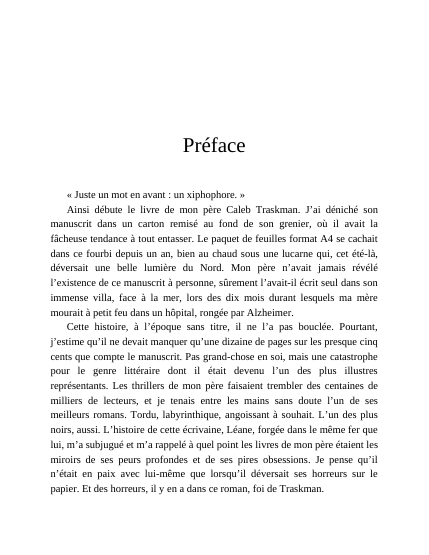 Préface
« Juste un mot en avant : un xiphophore. »
Ainsi débute le livre de mon père Caleb Traskman. J’ai déniché son
manuscrit dans un carton remisé au fond de son grenier, où il avait la
fâcheuse tendance à tout entasser. Le paquet de feuilles format A4 se cachait
dans ce fourbi depuis un an, bien au chaud sous une lucarne qui, cet été-là,
déversait une belle lumière du Nord. Mon père n’avait jamais révélé
l’existence de ce manuscrit à personne, sûrement l’avait-il écrit seul dans son
immense villa, face à la mer, lors des dix mois durant lesquels ma mère
mourait à petit feu dans un hôpital, rongée par Alzheimer.
Cette histoire, à l’époque sans titre, il ne l’a pas bouclée. Pourtant,
j’estime qu’il ne devait manquer qu’une dizaine de pages sur les presque cinq
cents que compte le manuscrit. Pas grand-chose en soi, mais une catastrophe
pour le genre littéraire dont il était devenu l’un des plus illustres
représentants. Les thrillers de mon père faisaient trembler des centaines de
milliers de lecteurs, et je tenais entre les mains sans doute l’un de ses
meilleurs romans. Tordu, labyrinthique, angoissant à souhait. L’un des plus
noirs, aussi. L’histoire de cette écrivaine, Léane, forgée dans le même fer que
lui, m’a subjugué et m’a rappelé à quel point les livres de mon père étaient les
miroirs de ses peurs profondes et de ses pires obsessions. Je pense qu’il
n’était en paix avec lui-même que lorsqu’il déversait ses horreurs sur le
papier. Et des horreurs, il y en a dans ce roman, foi de Traskman.